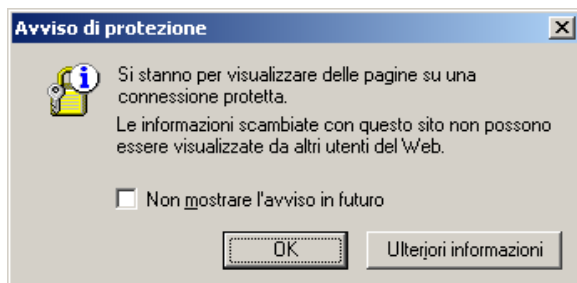 Avviso di protezione
Si stanno per visualizzare delle pagine su una
connessione protetta.
Le informazioni scambiate con questo sito non possono
essere visualizzate da altri utenti del Web.
Non mostrare l'avviso in futuro
OK
Ulteriori informazioni